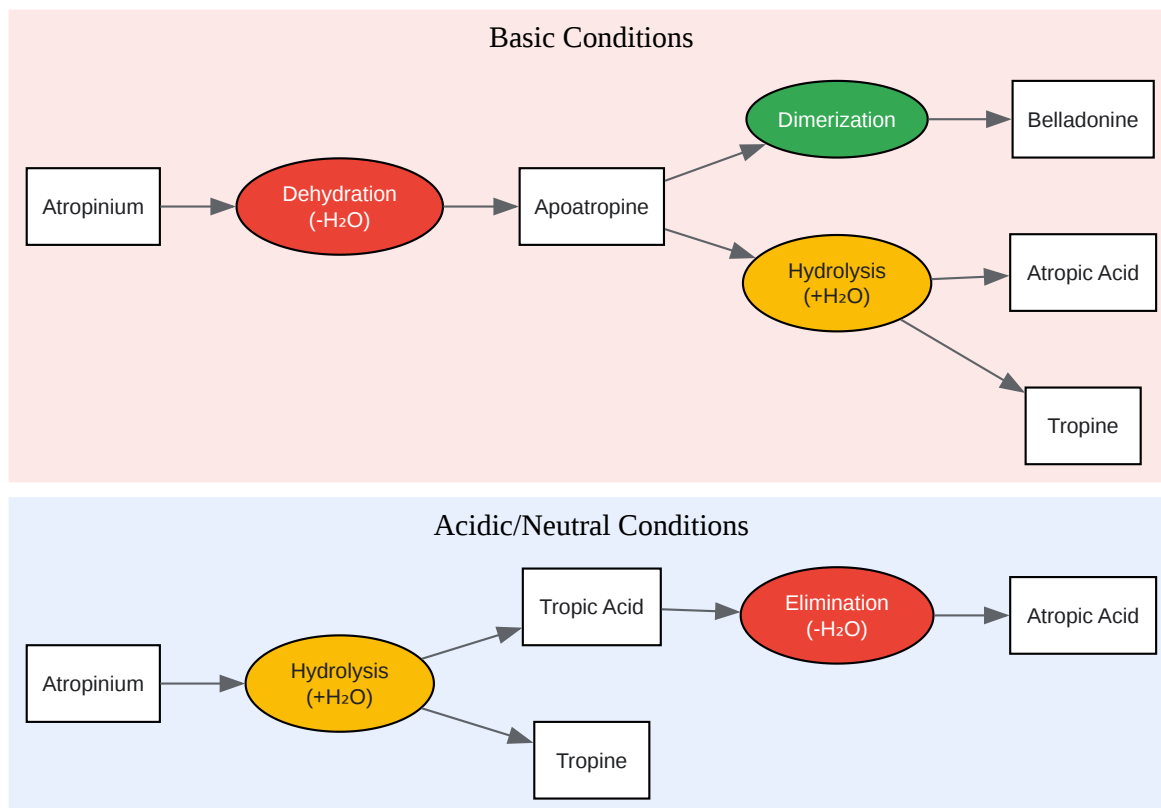 Basic Conditions
Atropinium
Dehydration
(-H₂O)
Apoatropine
Dimerization
Belladonine
Hydrolysis
(+H₂O)
Atropic Acid
Tropine
Acidic/Neutral Conditions
Atropinium
Hydrolysis
(+H₂O)
Tropic Acid
Elimination
(-H₂O)
Atropic Acid
Tropine